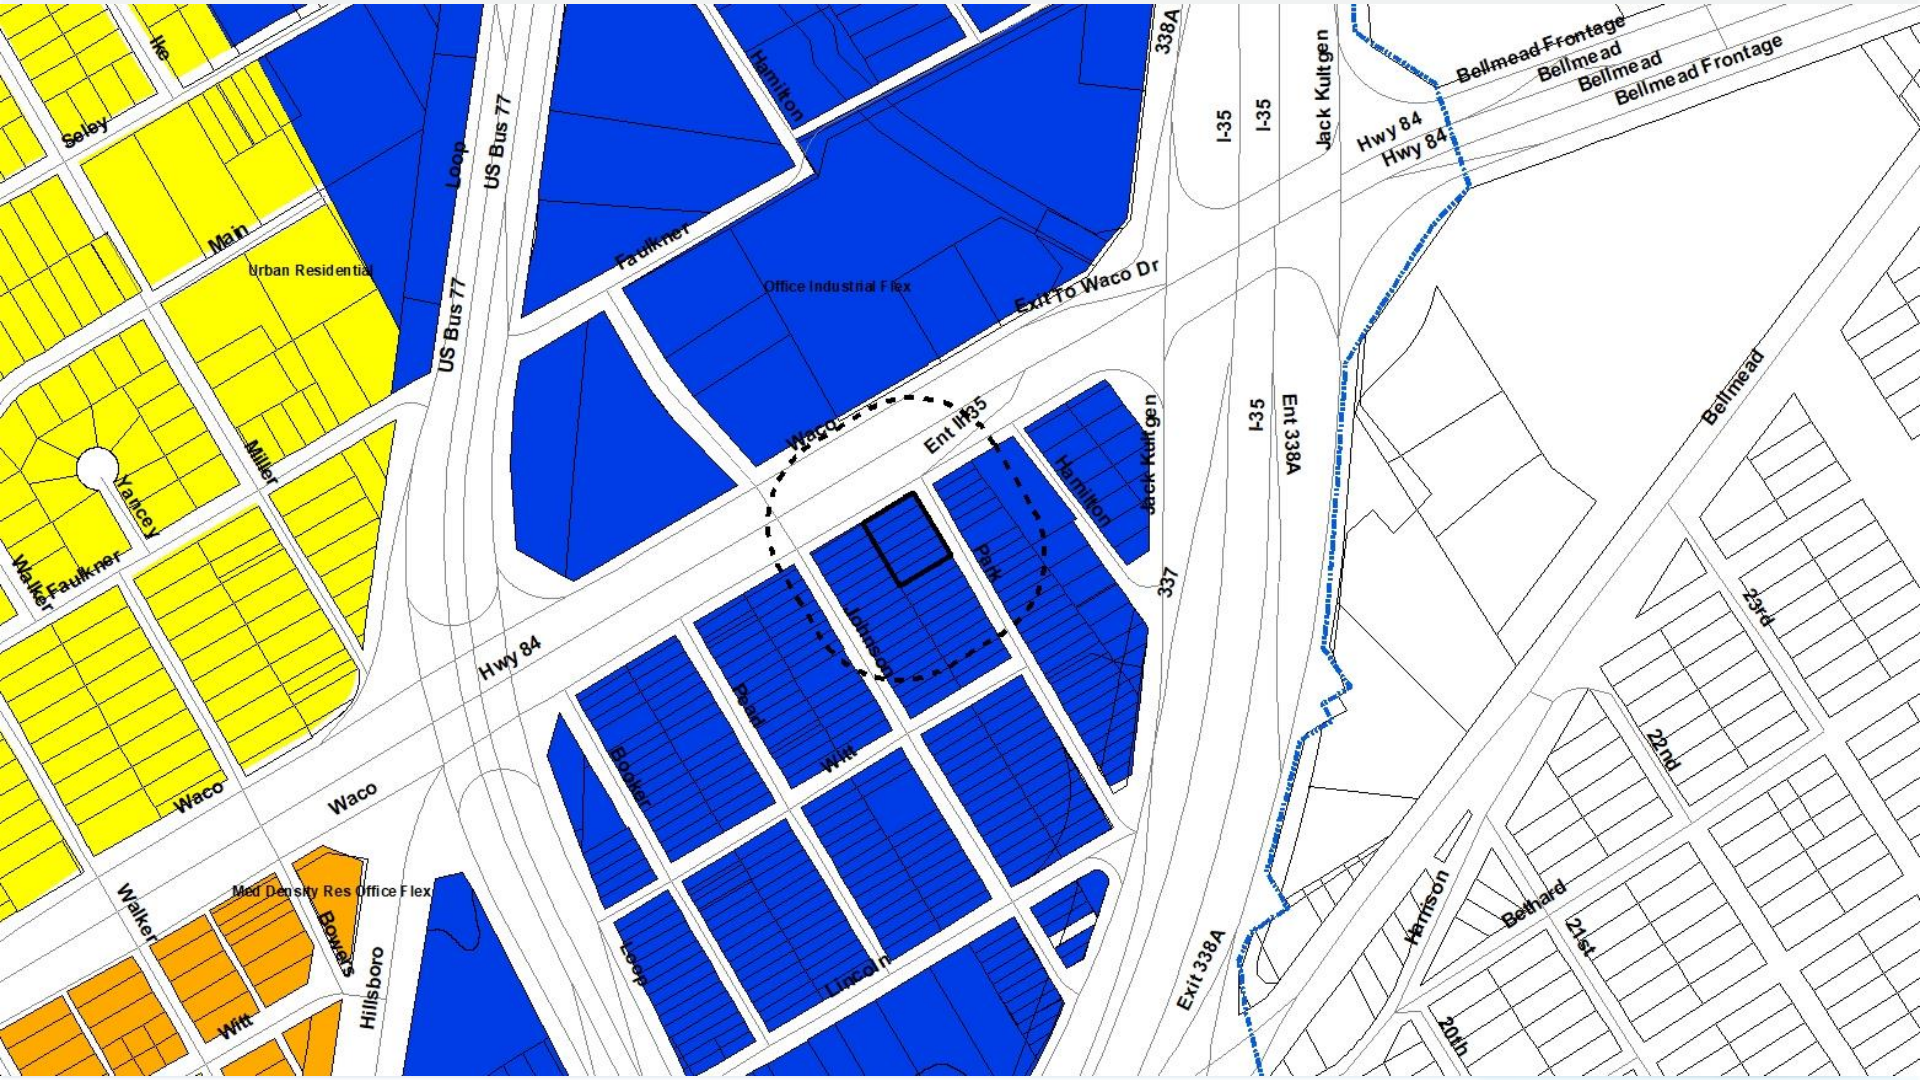 Ike
Seley
Main
Urban Residential
Loop
US Bus 77
US Bus 77
Hamilton
Faulkner
Office Industrial Flex
Exit To Waco Dr
338A
I-35
I-35
Jack Kultgen
Bellmead Frontage
Bellmead
Bellmead
Bellmead Frontage
Hwy 84
Hwy 84
Waco
Ent IH35
Hamilton
Jack Kultgen
I-35
Ent 338A
Bellmead
Miller
Yancey
Walker
Faulkner
Park
337
Johnson
Hwy 84
Pearl
Witt
Booker
23rd
22nd
Waco
Waco
Med Density Res Office Flex
Walker
Bowers
Hillsboro
Witt
Loop
Lincoln
Exit 338A
Harrison
Bethard
21st
20th